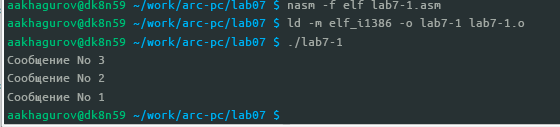 aakhagurov@dk8n59 ~/work/arc-pc/lab07 $ nasm -f elf lab7-1.asm
aakhagurov@dk8n59 ~/work/arc-pc/lab07 $ ld -m elf_i1386 -o lab7-1 lab7-1.o
aakhagurov@dk8n59 ~/work/arc-pc/lab07 $ ./lab7-1
Сообщение No 3
Сообщение No 2
Сообщение No 1
aakhagurov@dk8n59 ~/work/arc-pc/lab07 $